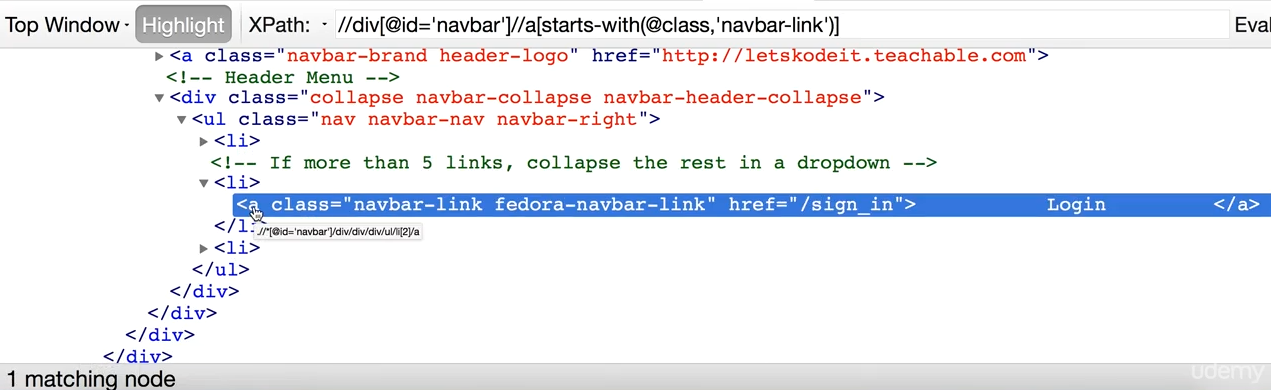 Top Window Highlight XPath: //div[@id='navbar']//a[starts-with(@class,'navbar-link')] Eval
<a class="navbar-brand header-logo" href="http://letskodeit.teachable.com">
<!-- Header Menu -->
<div class="collapse navbar-collapse navbar-header-collapse">
<ul class="nav navbar-nav navbar-right">
<li>
<!-- If more than 5 links, collapse the rest in a dropdown -->
<li>
<a class="navbar-link fedora-navbar-link" href="/sign_in"> Login </a>
</li>
.//*[@id='navbar']/div/div/div/ul/li[2]/a
<li>
</ul>
</div>
</div>
</div>
</div>
1 matching node
udemy